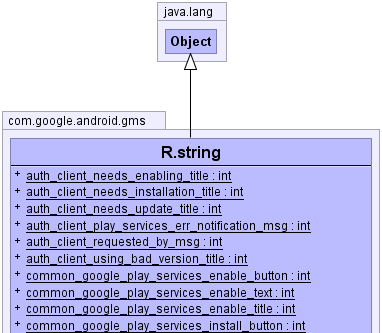 java.lang
Object
com.google.android.gms
R.string
+ auth_client_needs_enabling_title : int
+ auth_client_needs_installation_title : int
+ auth_client_needs_update_title : int
+ auth_client_play_services_err_notification_msg : int
+ auth_client_requested_by_msg : int
+ auth_client_using_bad_version_title : int
+ common_google_play_services_enable_button : int
+ common_google_play_services_enable_text : int
+ common_google_play_services_enable_title : int
+ common_google_play_services_install_button : int